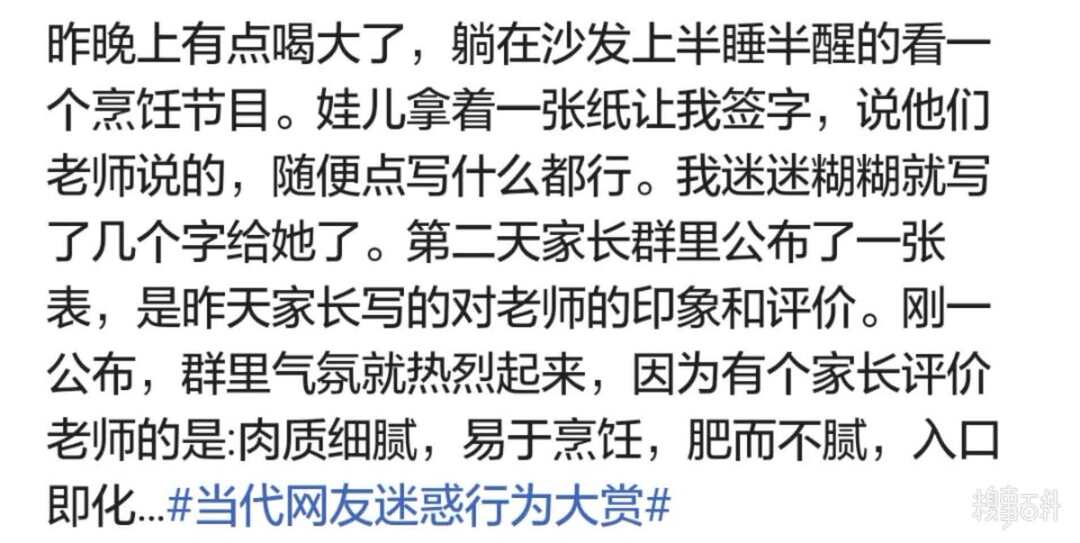 昨晚上有点喝大了，躺在沙发上半睡半醒的看一
个烹饪节目。娃儿拿着一张纸让我签字，说他们
老师说的，随便点写什么都行。我迷迷糊糊就写
了几个字给她了。第二天家长群里公布了一张
表，是昨天家长写的对老师的印象和评价。刚一
公布，群里气氛就热烈起来，因为有个家长评价
老师的是:肉质细腻，易于烹饪，肥而不腻，入口
即化...#当代网友迷惑行为大赏#
糗事百科